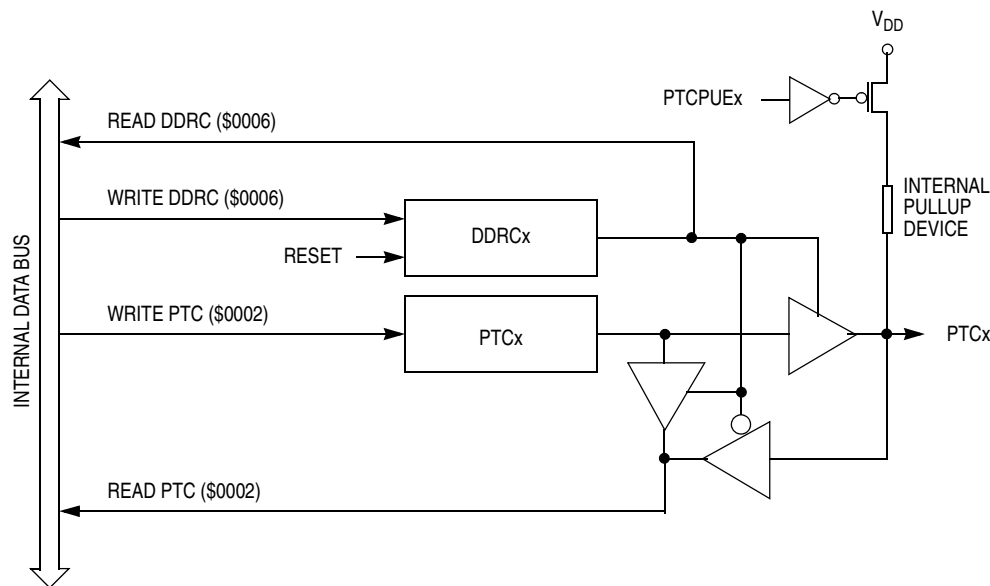 VDD
PTCPUEx
READ DDRC ($0006)
WRITE DDRC ($0006)
INTERNAL
PULLUP
DEVICE
DDRCx
RESET
WRITE PTC ($0002)
PTCx
PTCx
INTERNAL DATA BUS
READ PTC ($0002)